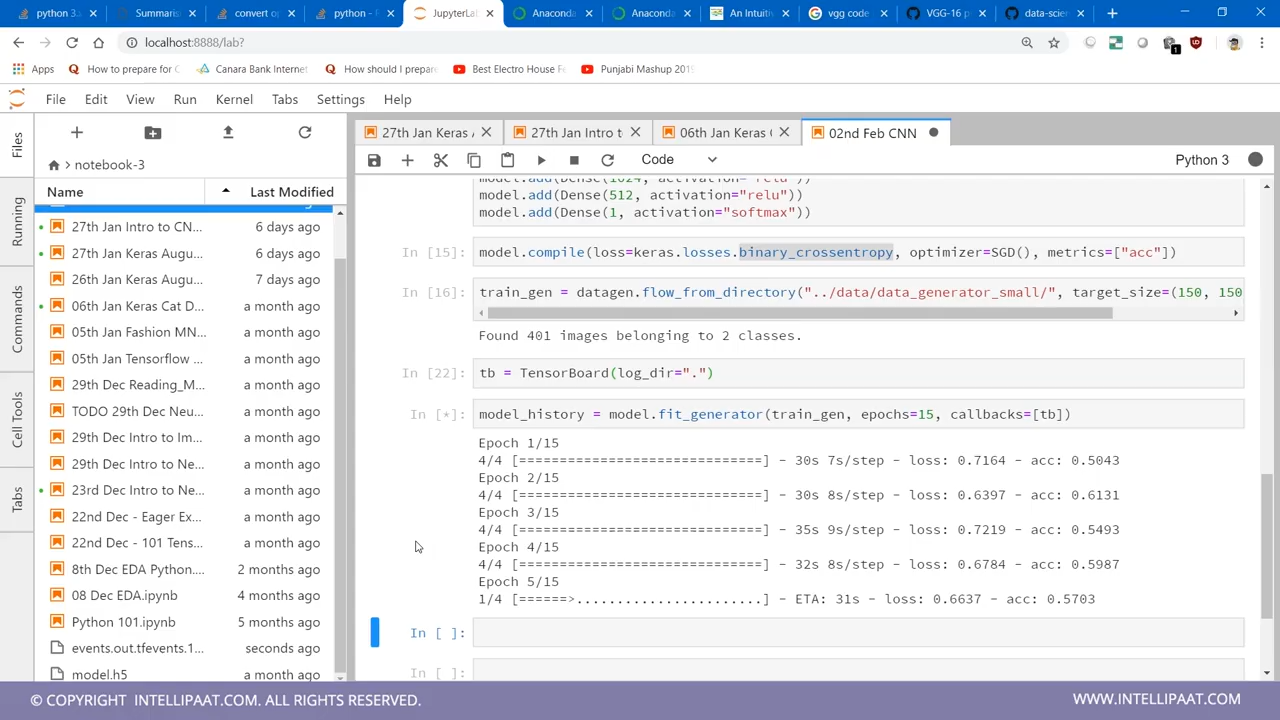 python 3.
Summaris
convert o
python - R
JupyterLab
Anaconda
Anaconda
An Intuitiv
vgg code
VGG-16 p
data-scien
localhost:8888/lab?
Apps
How to prepare for C
Canara Bank Internet
How should I prepare
Best Electro House Fe
Punjabi Mashup 2019
File Edit View Run Kernel Tabs Settings Help
Files
Running
Commands
Cell Tools
Tabs
notebook-3
Name Last Modified
27th Jan Intro to CN... 6 days ago
27th Jan Keras Augu... 6 days ago
26th Jan Keras Augu... 7 days ago
06th Jan Keras Cat D... a month ago
05th Jan Fashion MN... a month ago
05th Jan Tensorflow ... a month ago
29th Dec Reading_M... a month ago
TODO 29th Dec Neu... a month ago
29th Dec Intro to Im... a month ago
29th Dec Intro to Ne... a month ago
23rd Dec Intro to Ne... a month ago
22nd Dec - Eager Ex... a month ago
22nd Dec - 101 Tens... a month ago
8th Dec EDA Python.... 2 months ago
08 Dec EDA.ipynb 4 months ago
Python 101.ipynb 5 months ago
events.out.tfevents.1... seconds ago
model.h5 a month ago
27th Jan Keras
27th Jan Intro t
06th Jan Keras
02nd Feb CNN
Code
Python 3
model.add(Dense(1024, activation="relu"))
model.add(Dense(512, activation="relu"))
model.add(Dense(1, activation="softmax"))
In [15]: model.compile(loss=keras.losses.binary_crossentropy, optimizer=SGD(), metrics=["acc"])
In [16]: train_gen = datagen.flow_from_directory("../data/data_generator_small/", target_size=(150, 150
Found 401 images belonging to 2 classes.
In [22]: tb = TensorBoard(log_dir=".")
In [*]: model_history = model.fit_generator(train_gen, epochs=15, callbacks=[tb])
Epoch 1/15
4/4 [==============================] - 30s 7s/step - loss: 0.7164 - acc: 0.5043
Epoch 2/15
4/4 [==============================] - 30s 8s/step - loss: 0.6397 - acc: 0.6131
Epoch 3/15
4/4 [==============================] - 35s 9s/step - loss: 0.7219 - acc: 0.5493
Epoch 4/15
4/4 [==============================] - 32s 8s/step - loss: 0.6784 - acc: 0.5987
Epoch 5/15
1/4 [======>.......................] - ETA: 31s - loss: 0.6637 - acc: 0.5703
In [ ]:
In [ ]:
© COPYRIGHT INTELLIPAAT.COM. ALL RIGHTS RESERVED.
WWW.INTELLIPAAT.COM